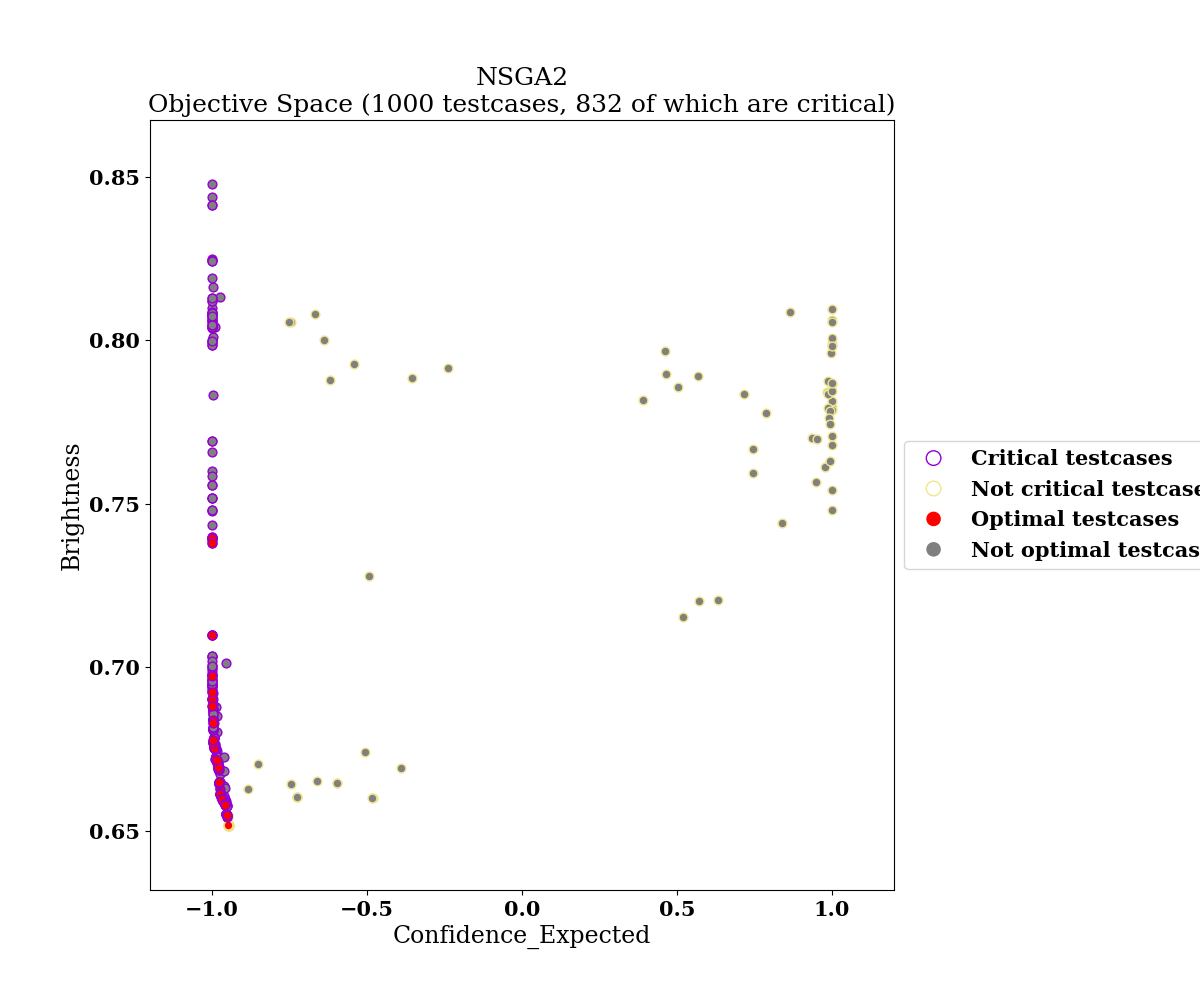 NSGA2
Objective Space (1000 testcases, 832 of which are critical)
0.85
0.80
0.75
0.70
0.65
Brightness
−1.0
−0.5
0.0
0.5
1.0
Confidence_Expected
Critical testcases
Not critical testcase
Optimal testcases
Not optimal testcas